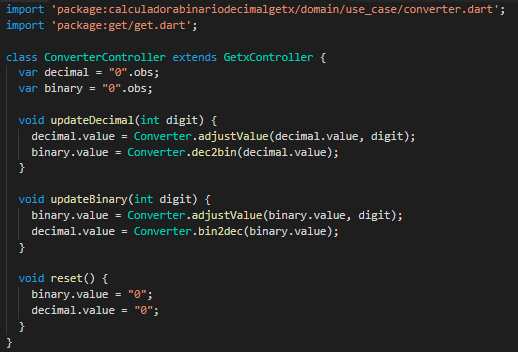 import 'package:calculadorabinariodecimalgetx/domain/use_case/converter.dart';
import 'package:get/get.dart';

class ConverterController extends GetxController {
  var decimal = "0".obs;
  var binary = "0".obs;

  void updateDecimal(int digit) {
    decimal.value = Converter.adjustValue(decimal.value, digit);
    binary.value = Converter.dec2bin(decimal.value);
  }

  void updateBinary(int digit) {
    binary.value = Converter.adjustValue(binary.value, digit);
    decimal.value = Converter.bin2dec(binary.value);
  }

  void reset() {
    binary.value = "0";
    decimal.value = "0";
  }
}